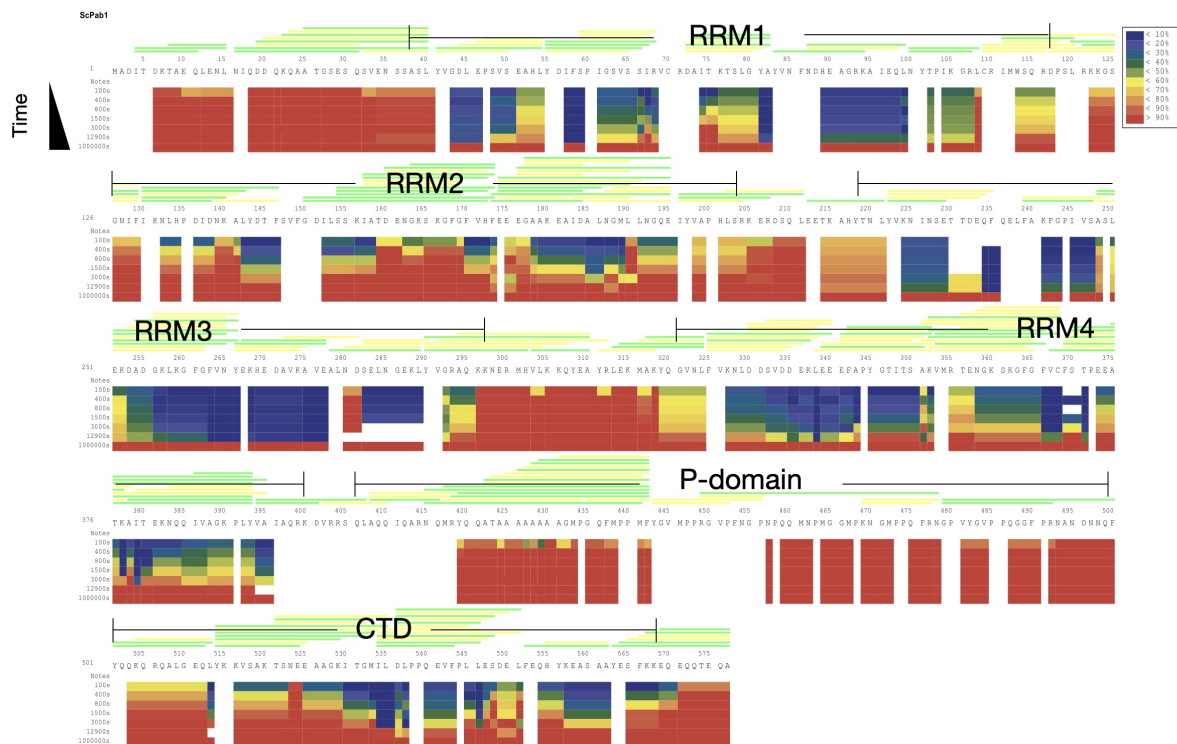 ScPab1
RRM1
5 10 15 20 25 30 35 40 45 50 55 60 65 70 75 80 85 90 95 100 105 110 115 120 125
1 MADIT DKTAE QLENL NIQDD QKQAA TGSES QSVEN SSASL YVGDL EPSVS EAHLY DIFSP IGSVS SIRVC RDAIT KTSLG YAYVN FNDHE AGRKA IEQLN YTPIK GRLCR IMWSQ RDPSL RKKGS
Notes
100s
400s
800s
1500s
3000s
12900s
1000000s
Time
< 10%
< 20%
< 30%
< 40%
< 50%
< 60%
< 70%
< 80%
< 90%
> 90%
RRM2
130 135 140 145 150 155 160 165 170 175 180 185 190 195 200 205 210 215 220 225 230 235 240 245 250
126 GNIFI KNLHP DIDNK ALYDT FSVFG DILSS KIATD ENGKS KGFGF VHFEE EGAAK EAIDA LNGML LNGQE IYVAP HLSRK ERDSQ LEETK AHYTN LYVKN INSET TDEQF QELFA KFGPI VSASL
Notes
100s
400s
800s
1500s
3000s
12900s
1000000s
RRM3 RRM4
255 260 265 270 275 280 285 290 295 300 305 310 315 320 325 330 335 340 345 350 355 360 365 370 375
251 EKDAD GKLKG FGFVN YEKHE DAVKA VEALN DSELN GEKLY VGRAQ KKNER MHVLK KQYEA YRLEK MAKYQ GVNLF VKNLD DSVDD EKLEE EFAPY GTITS AKVMR TENGK SKGFG FVCFS TPEEA
Notes
100s
400s
800s
1500s
3000s
12900s
1000000s
P-domain
380 385 390 395 400 405 410 415 420 425 430 435 440 445 450 455 460 465 470 475 480 485 490 495 500
376 TKAIT EKNQQ IVAGK PLYVA IAQRK DVRRS QLAQQ IQARN QMRYQ QATAA AAAAA AGMPG QFMPP MFYGV MPPRG VPFNG PNPQQ MNPMG GMPKN GMPPQ FRNGP VYGVP PQGGF PRNAN DNNQF
Notes
100s
400s
800s
1500s
3000s
12900s
1000000s
CTD
505 510 515 520 525 530 535 540 545 550 555 560 565 570 575
501 YQQKQ RQALG EQLYK KVSAK TSNEE AAGKI TGMIL DLPPQ EVFPL LESDE LFEQH YKEAS AAYES FKKEQ EQQTE QA
Notes
100s
400s
800s
1500s
3000s
12900s
1000000s